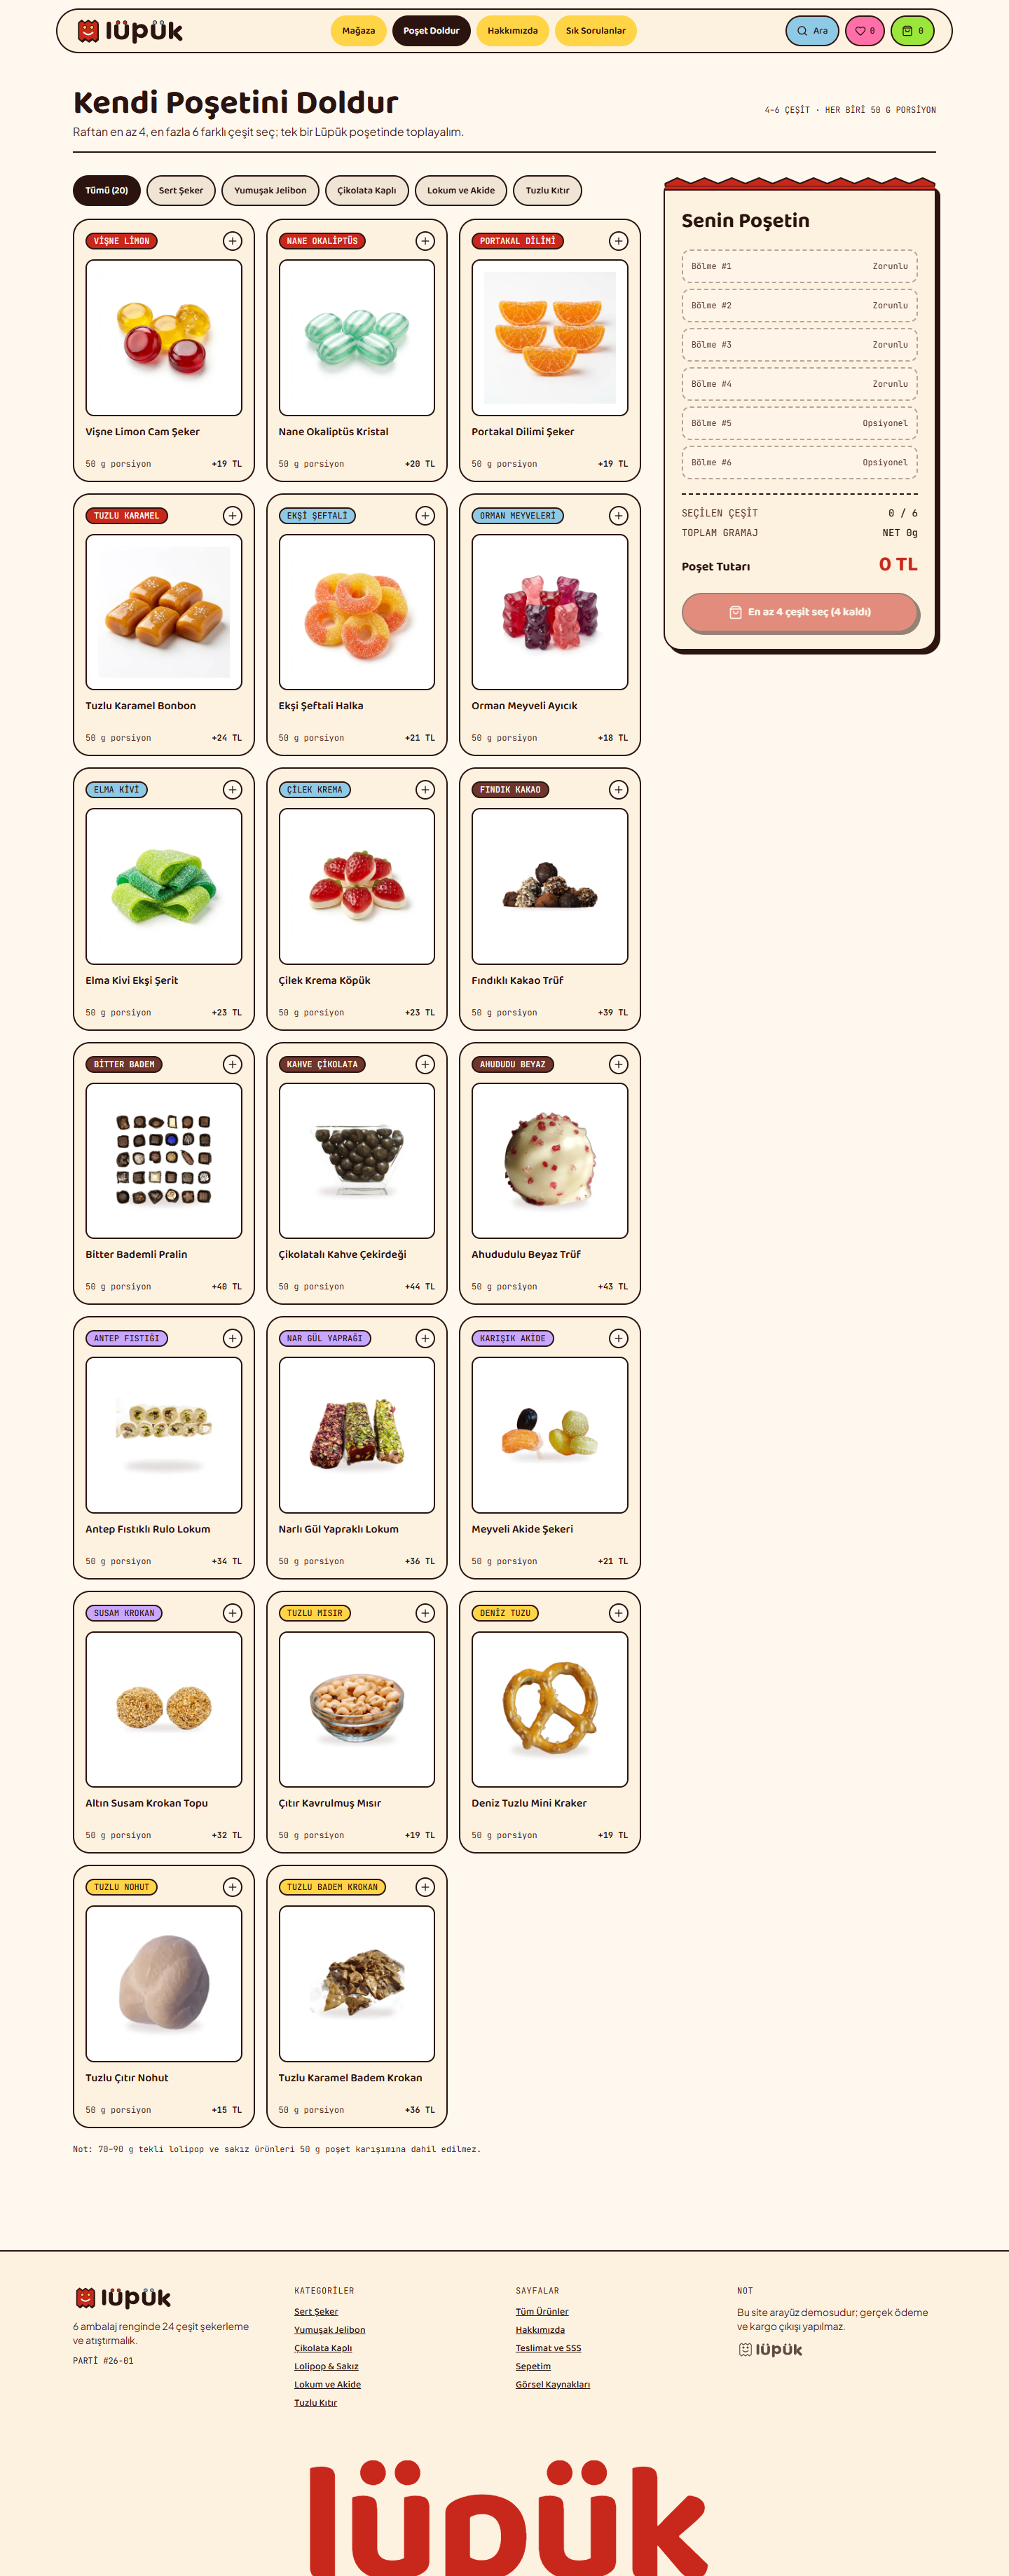 lüpük
Mağaza
Poşet Doldur
Hakkımızda
Sık Sorulanlar
Ara
0
0
Kendi Poşetini Doldur
Raftan en az 4, en fazla 6 farklı çeşit seç; tek bir Lüpük poşetinde toplayalım.
4–6 ÇEŞİT · HER BİRİ 50 G PORSİYON
Tümü (20)
Sert Şeker
Yumuşak Jelibon
Çikolata Kaplı
Lokum ve Akide
Tuzlu Kıtır
VİŞNE LİMON
Vişne Limon Cam Şeker
50 g porsiyon +19 TL
NANE OKALİPTÜS
Nane Okaliptüs Kristal
50 g porsiyon +20 TL
PORTAKAL DİLİMİ
Portakal Dilimi Şeker
50 g porsiyon +19 TL
TUZLU KARAMEL
Tuzlu Karamel Bonbon
50 g porsiyon +24 TL
EKŞİ ŞEFTALİ
Ekşi Şeftali Halka
50 g porsiyon +21 TL
ORMAN MEYVELERİ
Orman Meyveli Ayıcık
50 g porsiyon +18 TL
ELMA KİVİ
Elma Kivi Ekşi Şerit
50 g porsiyon +23 TL
ÇİLEK KREMA
Çilek Krema Köpük
50 g porsiyon +23 TL
FINDIK KAKAO
Fındıklı Kakao Trüf
50 g porsiyon +39 TL
BİTTER BADEM
Bitter Bademli Pralin
50 g porsiyon +40 TL
KAHVE ÇİKOLATA
Çikolatalı Kahve Çekirdeği
50 g porsiyon +44 TL
AHUDUDU BEYAZ
Ahududulu Beyaz Trüf
50 g porsiyon +43 TL
ANTEP FISTIĞI
Antep Fıstıklı Rulo Lokum
50 g porsiyon +34 TL
NAR GÜL YAPRAĞI
Narlı Gül Yapraklı Lokum
50 g porsiyon +36 TL
KARIŞIK AKİDE
Meyveli Akide Şekeri
50 g porsiyon +21 TL
SUSAM KROKAN
Altın Susam Krokan Topu
50 g porsiyon +32 TL
TUZLU MISIR
Çıtır Kavrulmuş Mısır
50 g porsiyon +19 TL
DENİZ TUZU
Deniz Tuzlu Mini Kraker
50 g porsiyon +19 TL
TUZLU NOHUT
Tuzlu Çıtır Nohut
50 g porsiyon +15 TL
TUZLU BADEM KROKAN
Tuzlu Karamel Badem Krokan
50 g porsiyon +36 TL
Not: 70–90 g tekli lolipop ve sakız ürünleri 50 g poşet karışımına dahil edilmez.
Senin Poşetin
Bölme #1 Zorunlu
Bölme #2 Zorunlu
Bölme #3 Zorunlu
Bölme #4 Zorunlu
Bölme #5 Opsiyonel
Bölme #6 Opsiyonel
SEÇİLEN ÇEŞİT 0 / 6
TOPLAM GRAMAJ NET 0g
Poşet Tutarı 0 TL
En az 4 çeşit seç (4 kaldı)
lüpük
6 ambalaj renginde 24 çeşit şekerleme
ve atıştırmalık.
PARTİ #26-01
KATEGORİLER
Sert Şeker
Yumuşak Jelibon
Çikolata Kaplı
Lolipop & Sakız
Lokum ve Akide
Tuzlu Kıtır
SAYFALAR
Tüm Ürünler
Hakkımızda
Teslimat ve SSS
Sepetim
Görsel Kaynakları
NOT
Bu site arayüz demosudur; gerçek ödeme
ve kargo çıkışı yapılmaz.
lüpük
lüpük